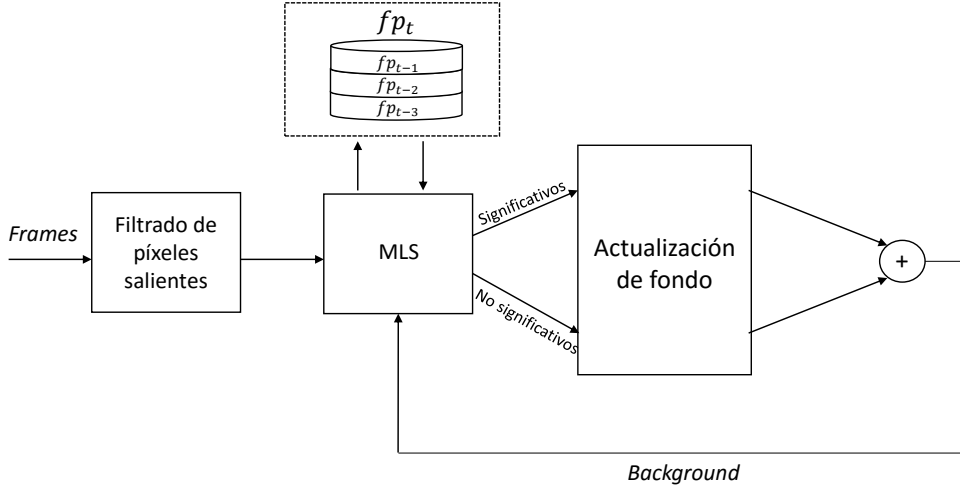 fp_t
fp_{t-1}
fp_{t-2}
fp_{t-3}
Frames
Filtrado de
píxeles
salientes
MLS
Significativos
No significativos
Actualización
de fondo
+
Background